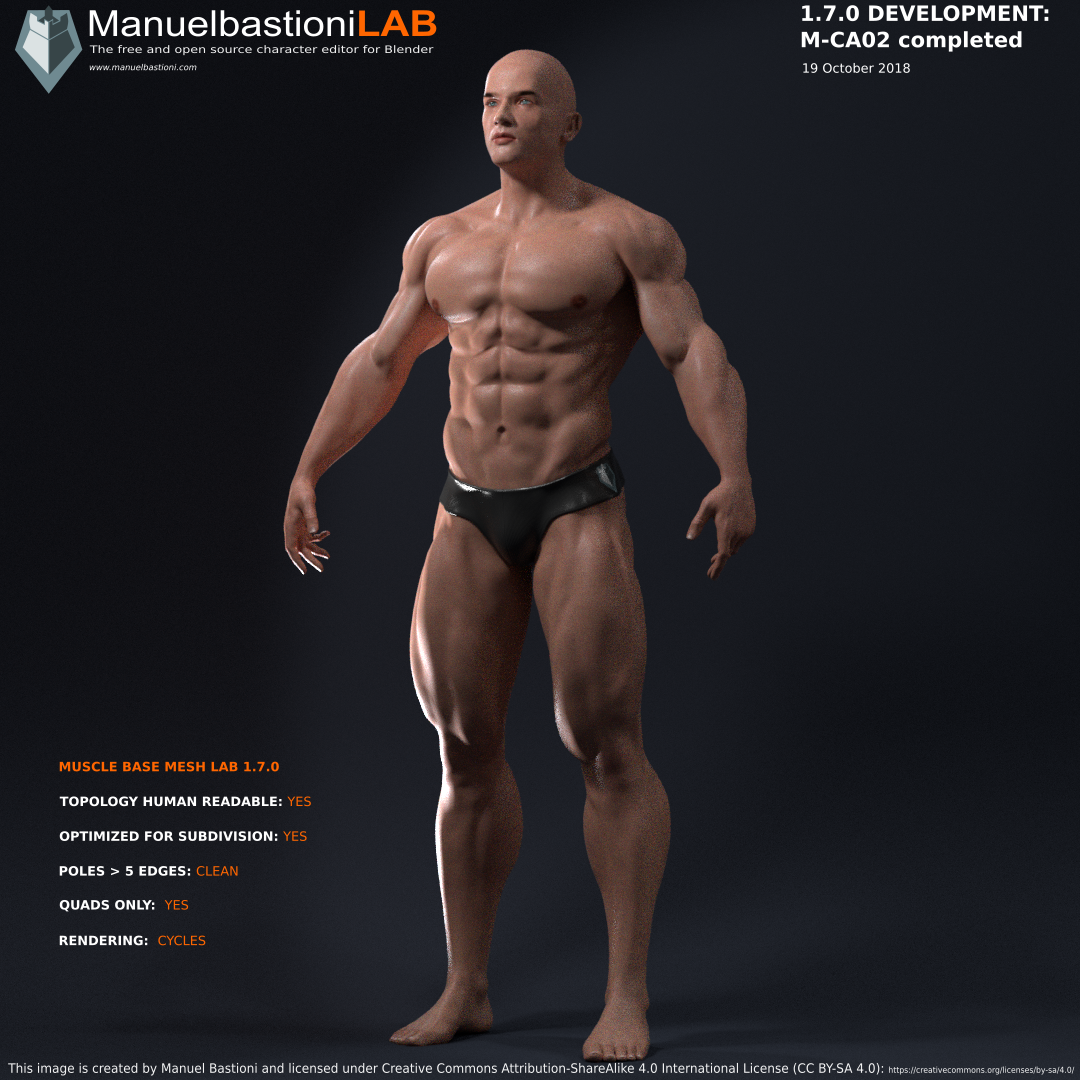 ManuelbastioniLAB
The free and open source character editor for Blender
www.manuelbastioni.com
1.7.0 DEVELOPMENT:
M-CA02 completed
19 October 2018
MUSCLE BASE MESH LAB 1.7.0
TOPOLOGY HUMAN READABLE: YES
OPTIMIZED FOR SUBDIVISION: YES
POLES > 5 EDGES: CLEAN
QUADS ONLY: YES
RENDERING: CYCLES
This image is created by Manuel Bastioni and licensed under Creative Commons Attribution-ShareAlike 4.0 International License (CC BY-SA 4.0): https://creativecommons.org/licenses/by-sa/4.0/